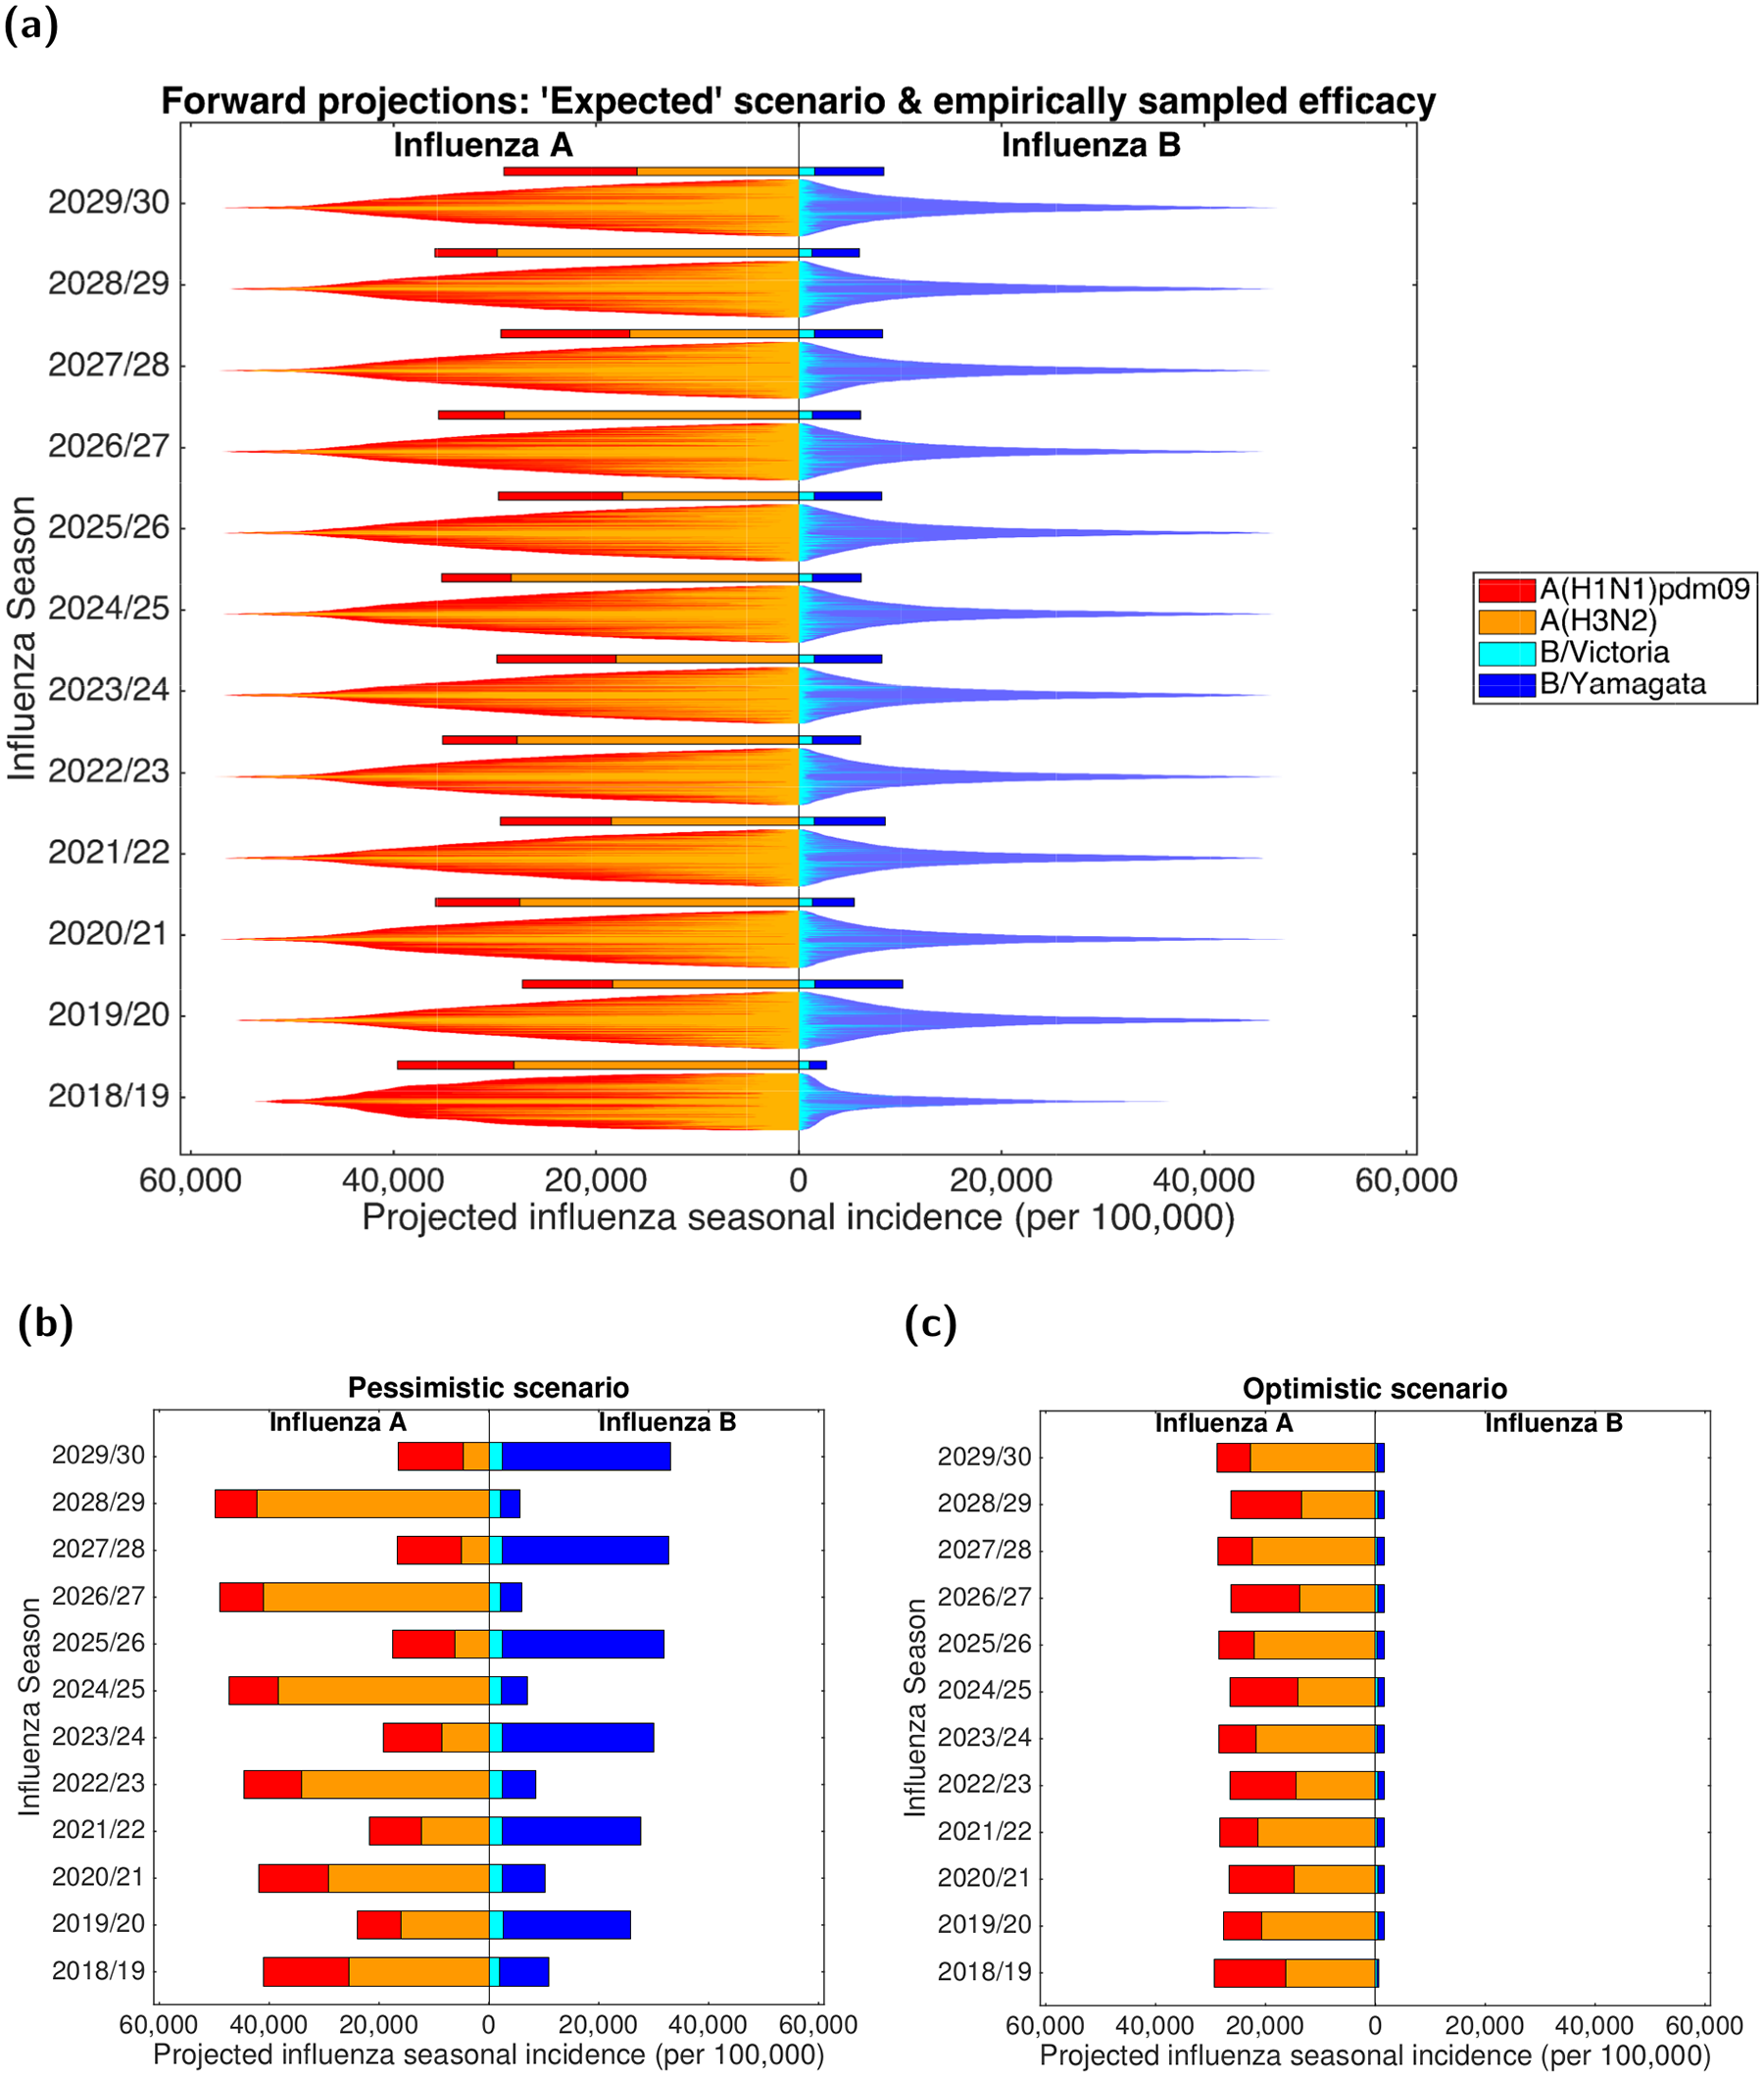 (a)
Forward projections: 'Expected' scenario & empirically sampled efficacy
Influenza A
Influenza B
2029/30
2028/29
2027/28
2026/27
2025/26
2024/25
2023/24
2022/23
2021/22
2020/21
2019/20
2018/19
Influenza Season
60,000 40,000 20,000 0 20,000 40,000 60,000
Projected influenza seasonal incidence (per 100,000)
A(H1N1)pdm09
A(H3N2)
B/Victoria
B/Yamagata
(b)
Pessimistic scenario
Influenza A
Influenza B
2029/30
2028/29
2027/28
2026/27
2025/26
2024/25
2023/24
2022/23
2021/22
2020/21
2019/20
2018/19
Influenza Season
60,000 40,000 20,000 0 20,000 40,000 60,000
Projected influenza seasonal incidence (per 100,000)
(c)
Optimistic scenario
Influenza A
Influenza B
2029/30
2028/29
2027/28
2026/27
2025/26
2024/25
2023/24
2022/23
2021/22
2020/21
2019/20
2018/19
Influenza Season
60,000 40,000 20,000 0 20,000 40,000 60,000
Projected influenza seasonal incidence (per 100,000)